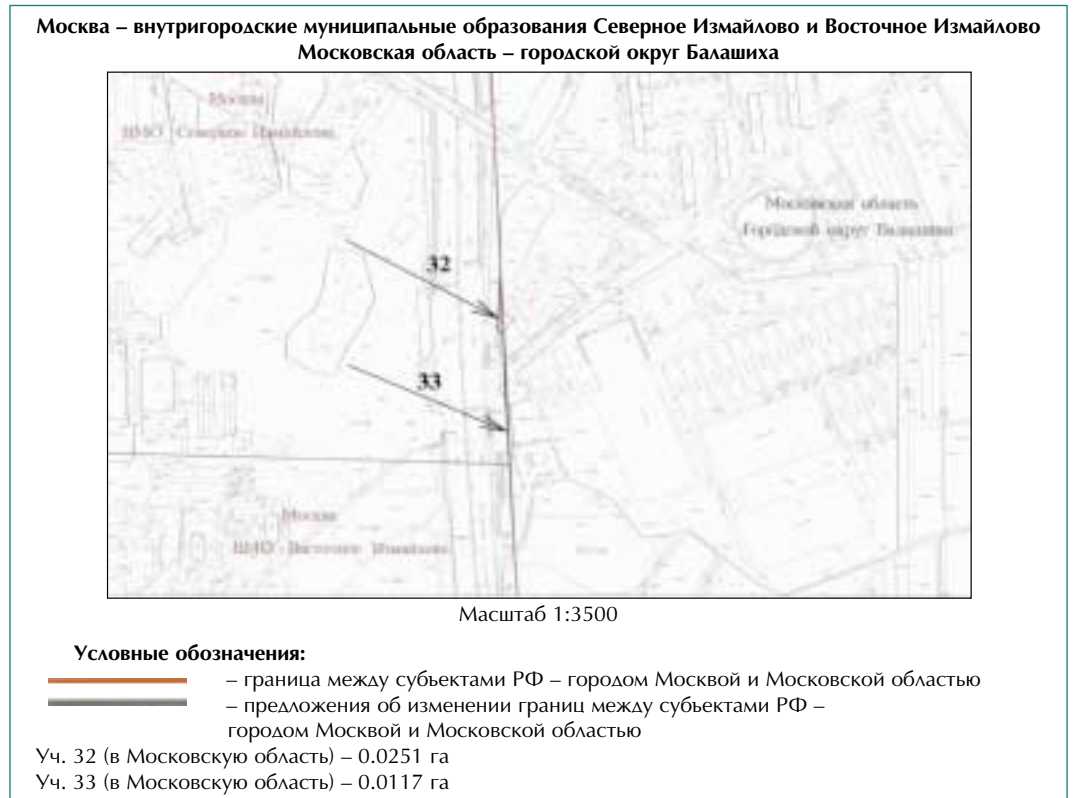 Москва – внутригородские муниципальные образования Северное Измайлово и Восточное Измайлово
Московская область – городской округ Балашиха
Москва
ВМО Северное Измайлово
Московская область
Городской округ Балашиха
32
33
Москва
ВМО Восточное Измайлово
Масштаб 1:3500
Условные обозначения:
– граница между субъектами РФ – городом Москвой и Московской областью
– предложения об изменении границ между субъектами РФ –
городом Москвой и Московской областью
Уч. 32 (в Московскую область) – 0.0251 га
Уч. 33 (в Московскую область) – 0.0117 га